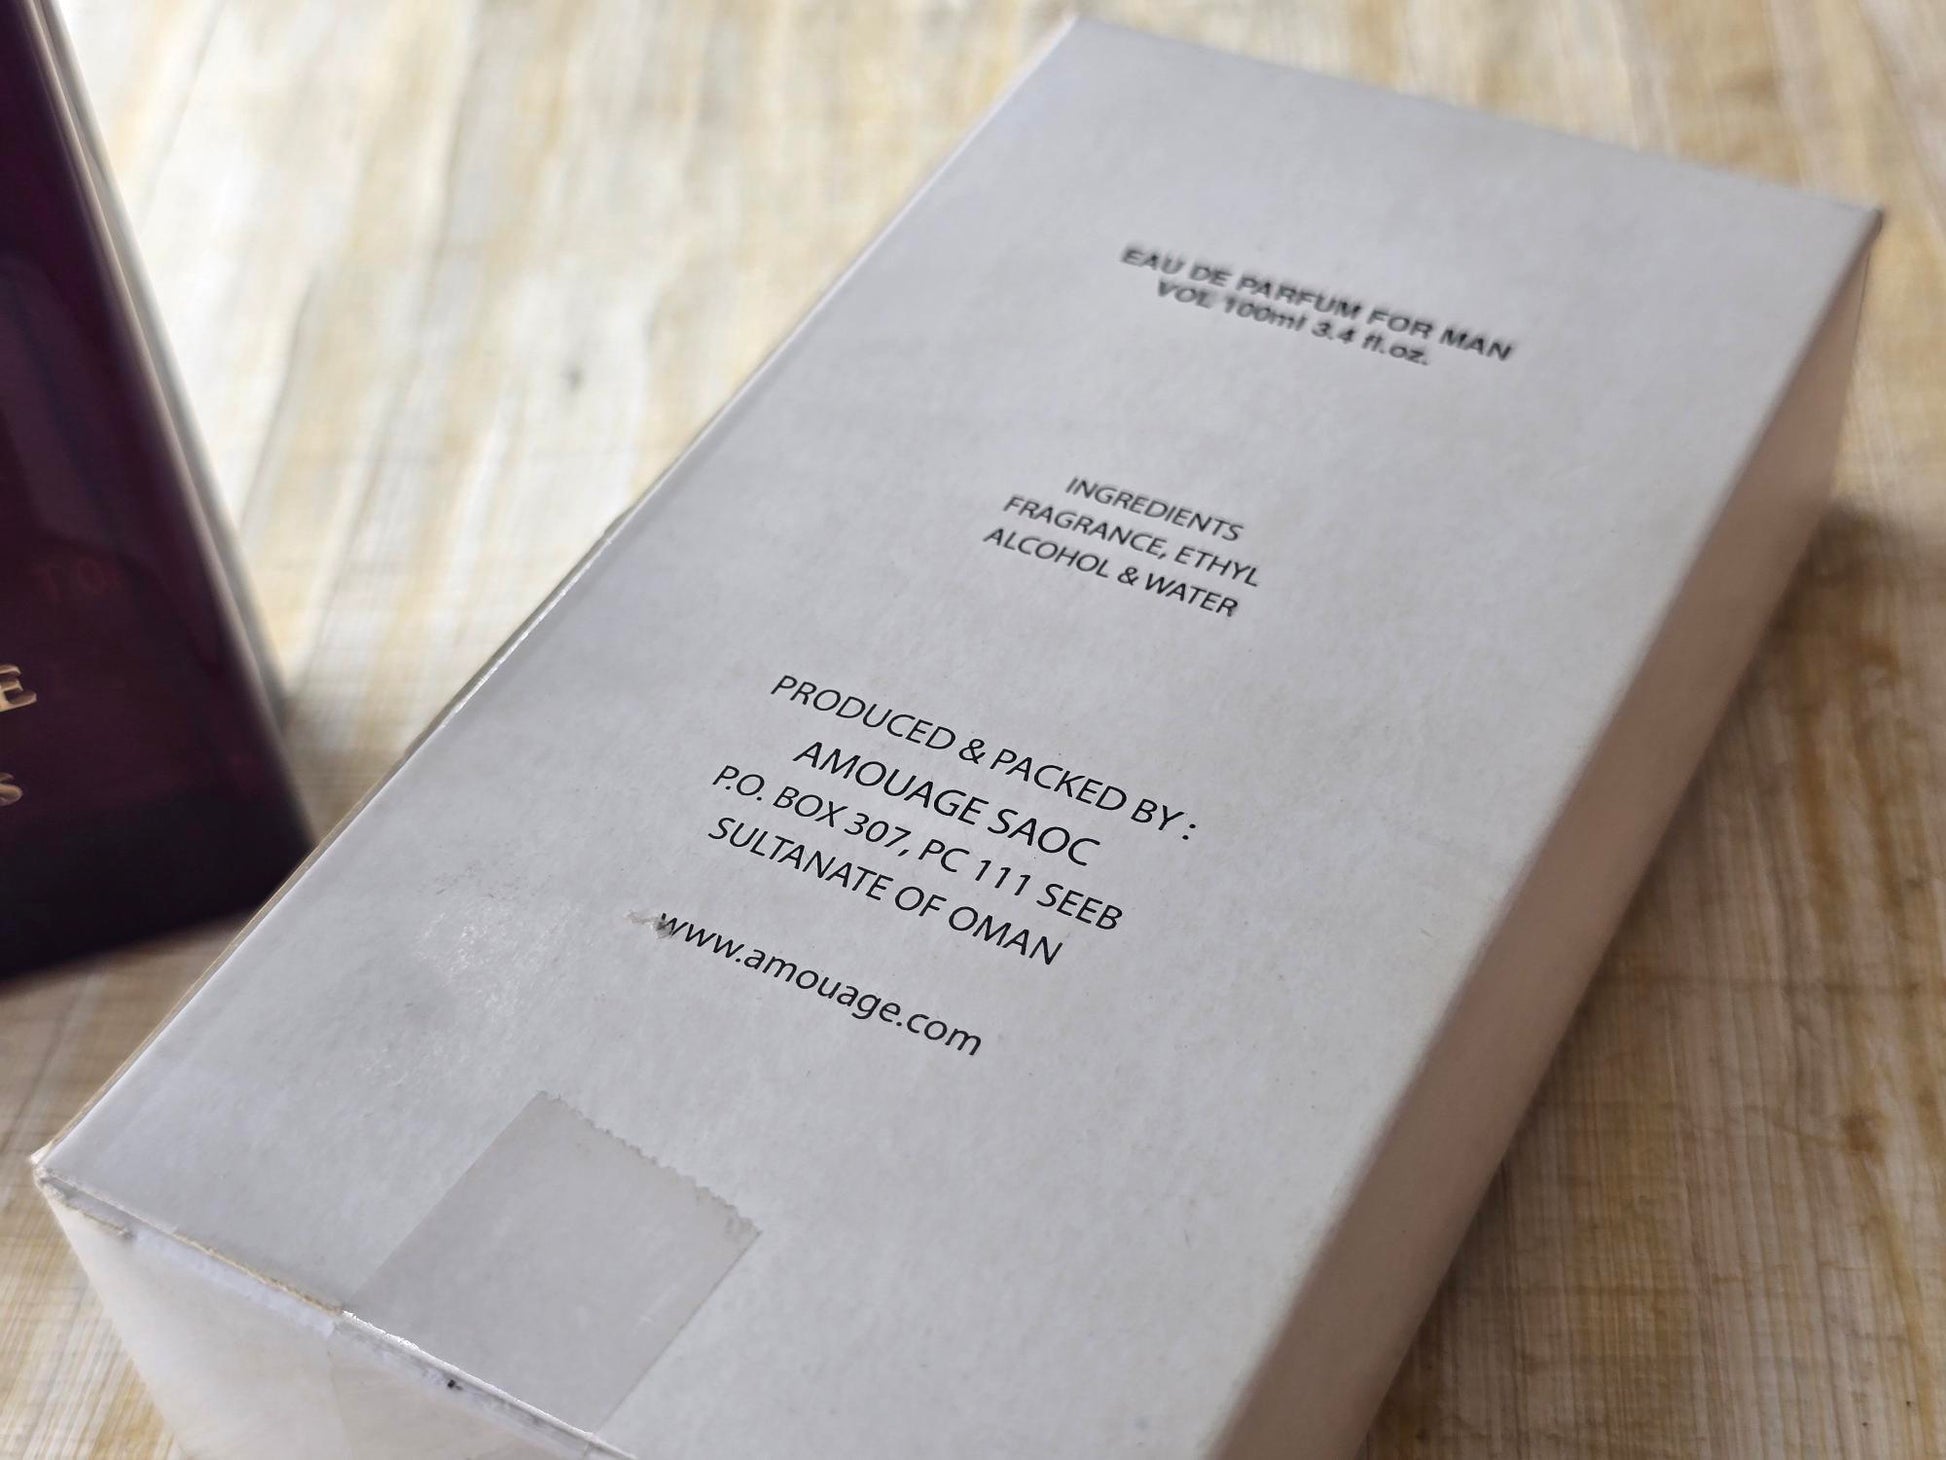 EAU DE PARFUM FOR MAN
VOL 100ml 3.4 fl.oz.
INGREDIENTS
FRAGRANCE, ETHYL
ALCOHOL & WATER
PRODUCED & PACKED BY :
AMOUAGE SAOC
P.O. BOX 307, PC 111 SEEB
SULTANATE OF OMAN
www.amouage.com